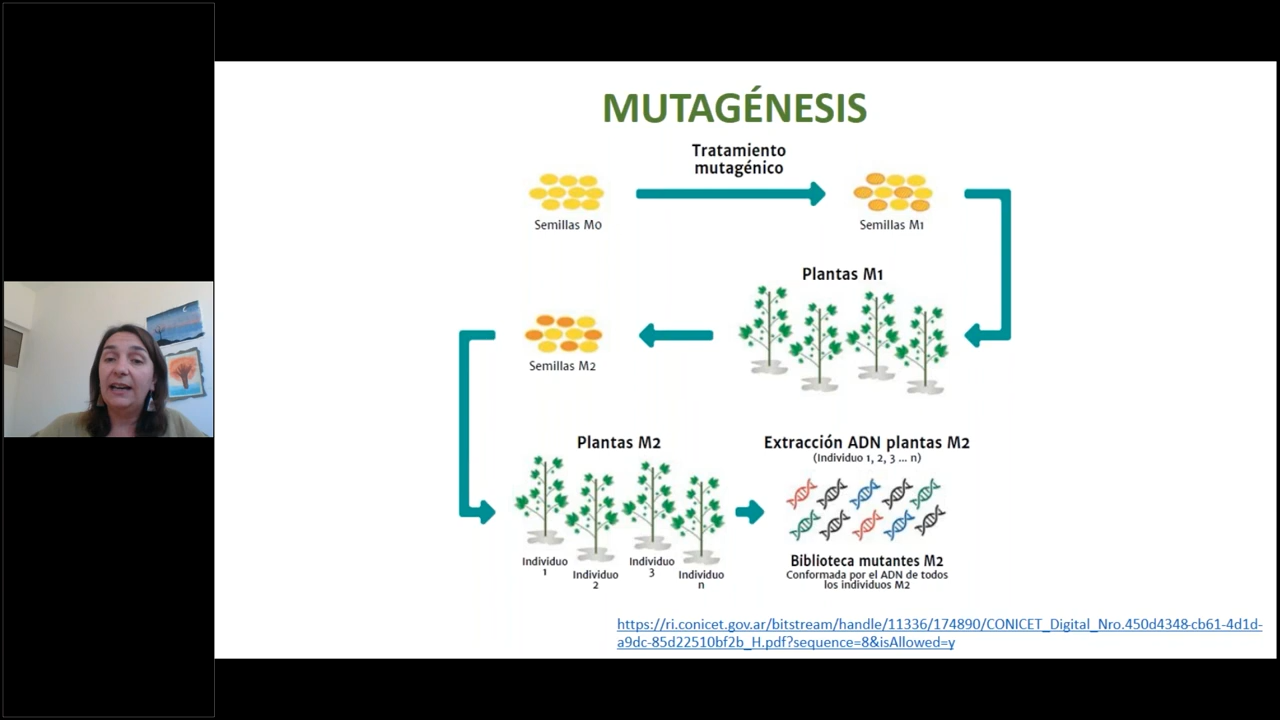 MUTAGÉNESIS
Tratamiento
mutagénico
Semillas M0
Semillas M1
Plantas M1
Semillas M2
Plantas M2
Individuo
1
Individuo
2
Individuo
3
Individuo
n
Extracción ADN plantas M2
(Individuo 1, 2, 3 ... n)
Biblioteca mutantes M2
Conformada por el ADN de todos
los individuos M2
https://ri.conicet.gov.ar/bitstream/handle/11336/174890/CONICET_Digital_Nro.450d4348-cb61-4d1d-
a9dc-85d22510bf2b_H.pdf?sequence=8&isAllowed=y